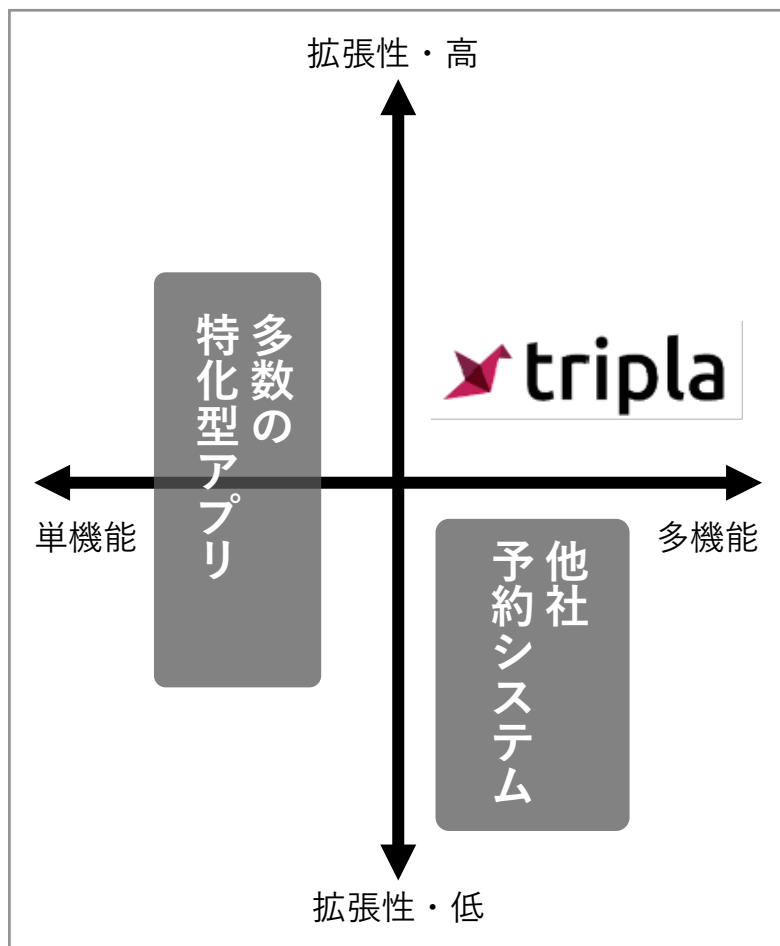 拡張性・高
多数の
特化型アプリ
tripla
単機能
多機能
他社
予約システム
拡張性・低